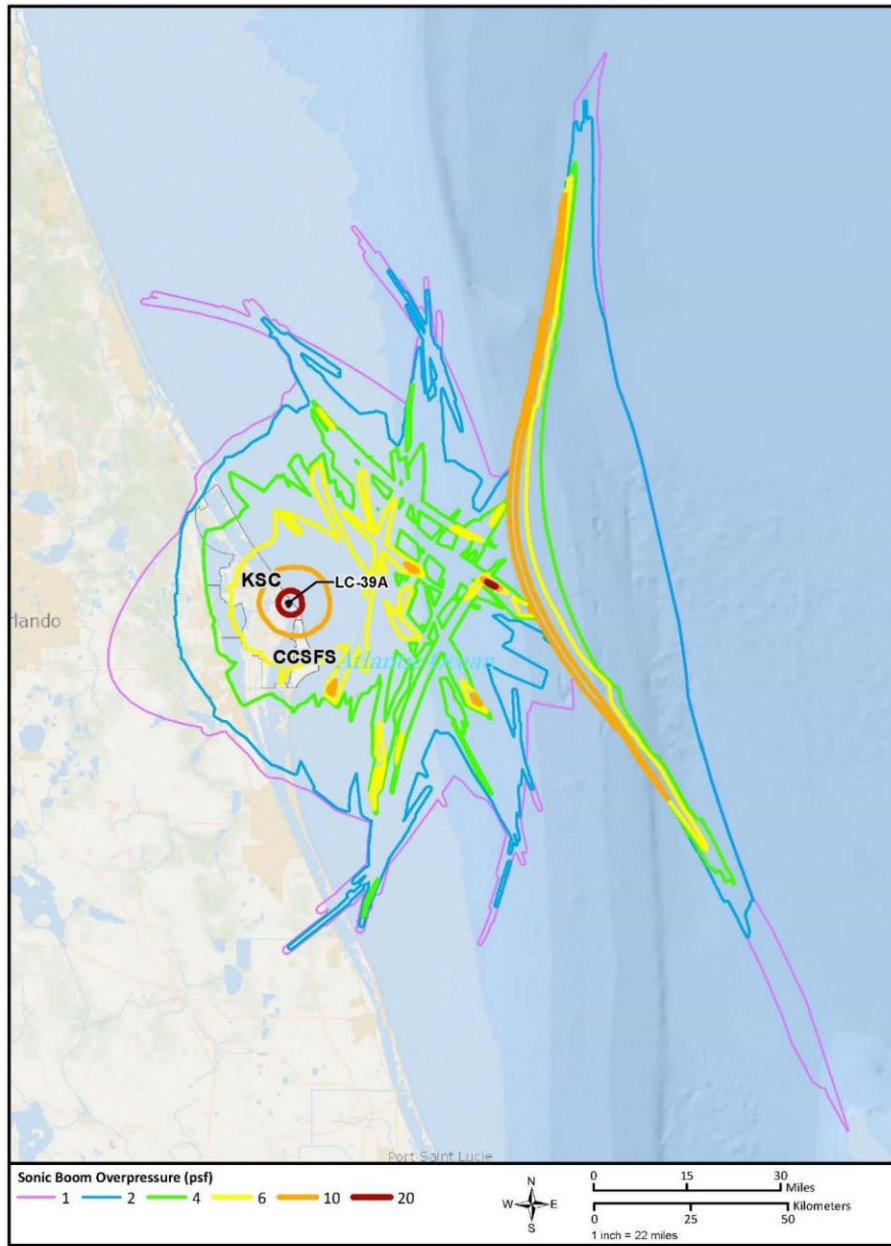 KSC
LC-39A
lando
CCSFS
Atlantic Ocean
Port Saint Lucie
Sonic Boom Overpressure (psf)
1 2 4 6 10 20
N
W E
S
0 15 30
Miles
Kilometers
0 25 50
1 inch = 22 miles